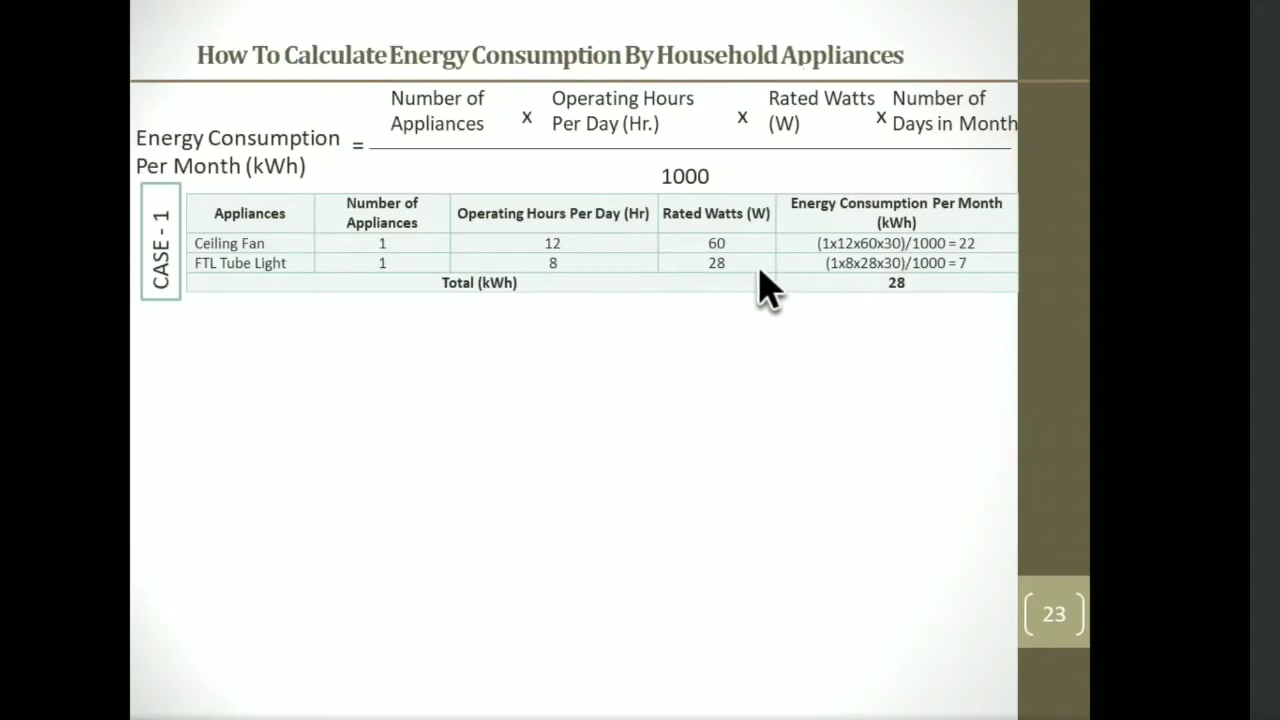 How To Calculate Energy Consumption By Household Appliances
Energy Consumption
Per Month (kWh)
=
Number of
Appliances
x
Operating Hours
Per Day (Hr.)
x
Rated Watts
(W)
x
Number of
Days in Month
1000
CASE - 1
Appliances Number of Appliances Operating Hours Per Day (Hr) Rated Watts (W) Energy Consumption Per Month (kWh)
Ceiling Fan 1 12 60 (1x12x60x30)/1000 = 22
FTL Tube Light 1 8 28 (1x8x28x30)/1000 = 7
Total (kWh) 28
23